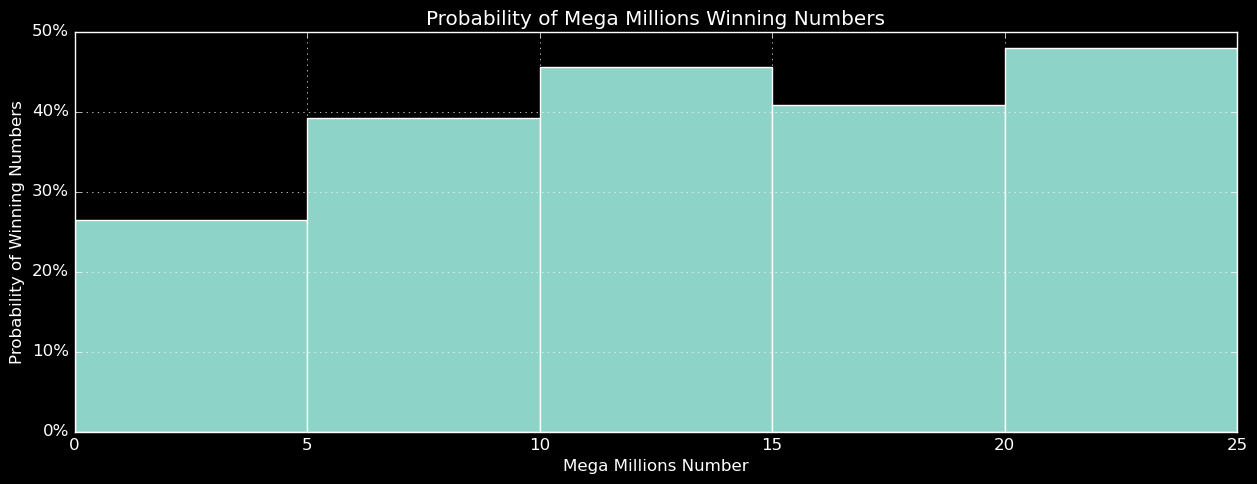 Probability of Mega Millions Winning Numbers
50%
40%
30%
20%
10%
0%
Probability of Winning Numbers
0 5 10 15 20 25
Mega Millions Number